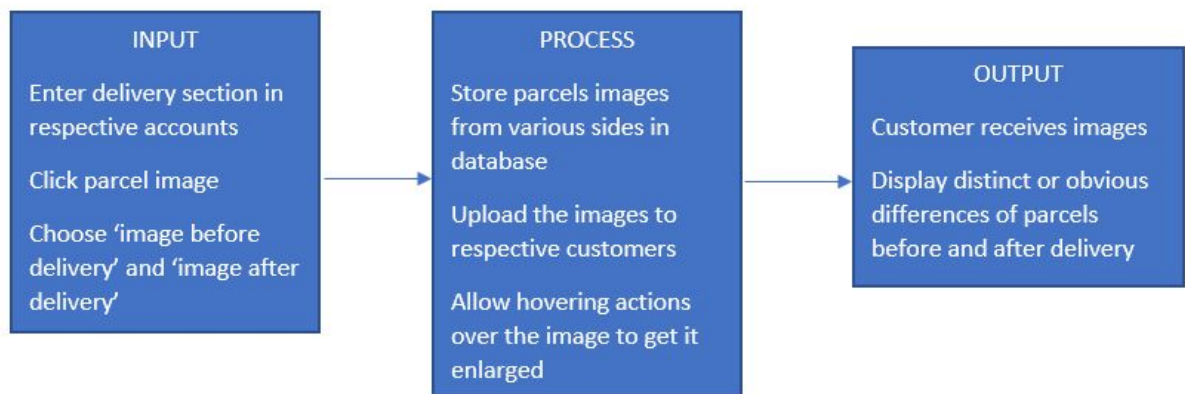 INPUT
Enter delivery section in
respective accounts
Click parcel image
Choose ‘image before
delivery’ and ‘image after
delivery’
PROCESS
Store parcels images
from various sides in
database
Upload the images to
respective customers
Allow hovering actions
over the image to get it
enlarged
OUTPUT
Customer receives images
Display distinct or obvious
differences of parcels
before and after delivery